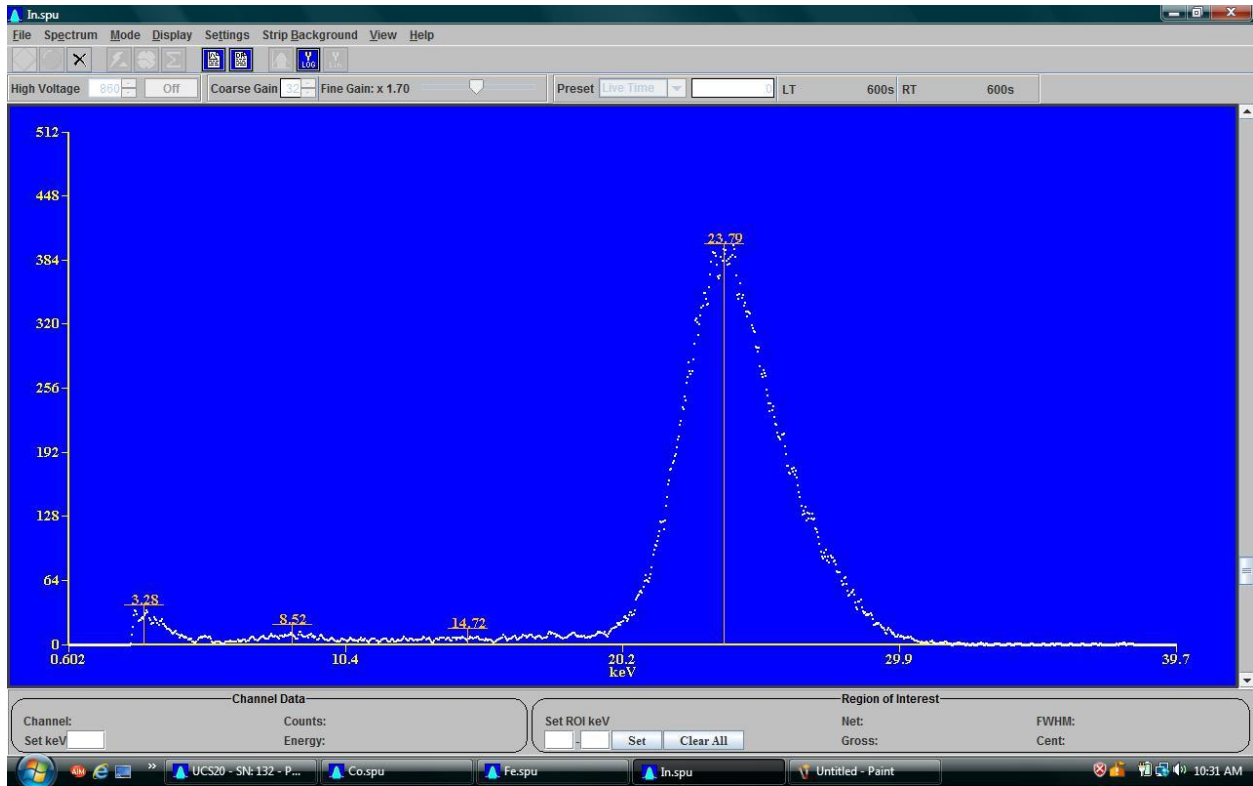 In.spu
File Spectrum Mode Display Settings Strip Background View Help
Y LOG
High Voltage 860 Off Coarse Gain 32 Fine Gain: x 1.70 Preset Live Time 0 LT 600s RT 600s
512
448
384
320
256
192
128
64
0
23.79
3.28
8.52
14.72
0.602 10.4 20.2 29.9 39.7
keV
Channel Data Region of Interest
Channel: Counts: Set ROI keV Net: FWHM:
Set keV Energy: - Set Clear All Gross: Cent:
UCS20 - SN: 132 - P... Co.spu Fe.spu In.spu Untitled - Paint 10:31 AM